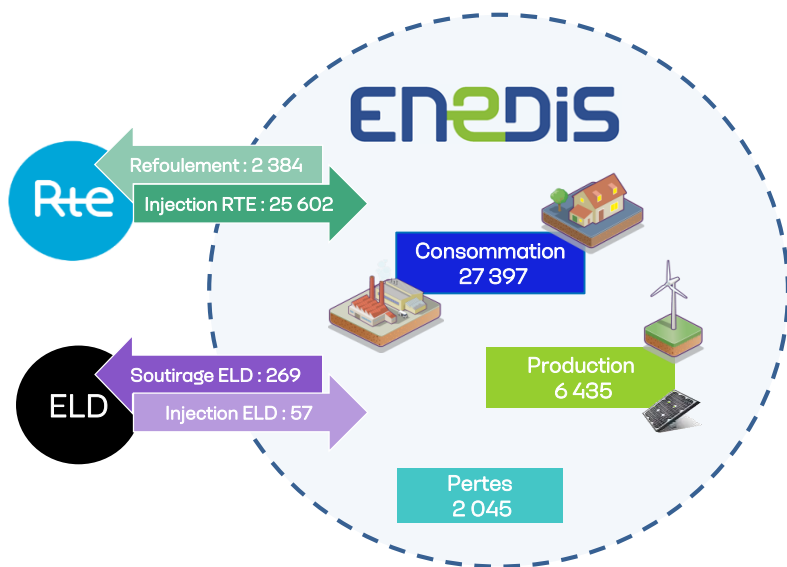 ENEDIS
Rte
Refoulement : 2 384
Injection RTE : 25 602
Consommation
27 397
Production
6 435
ELD
Soutirage ELD : 269
Injection ELD : 57
Pertes
2 045